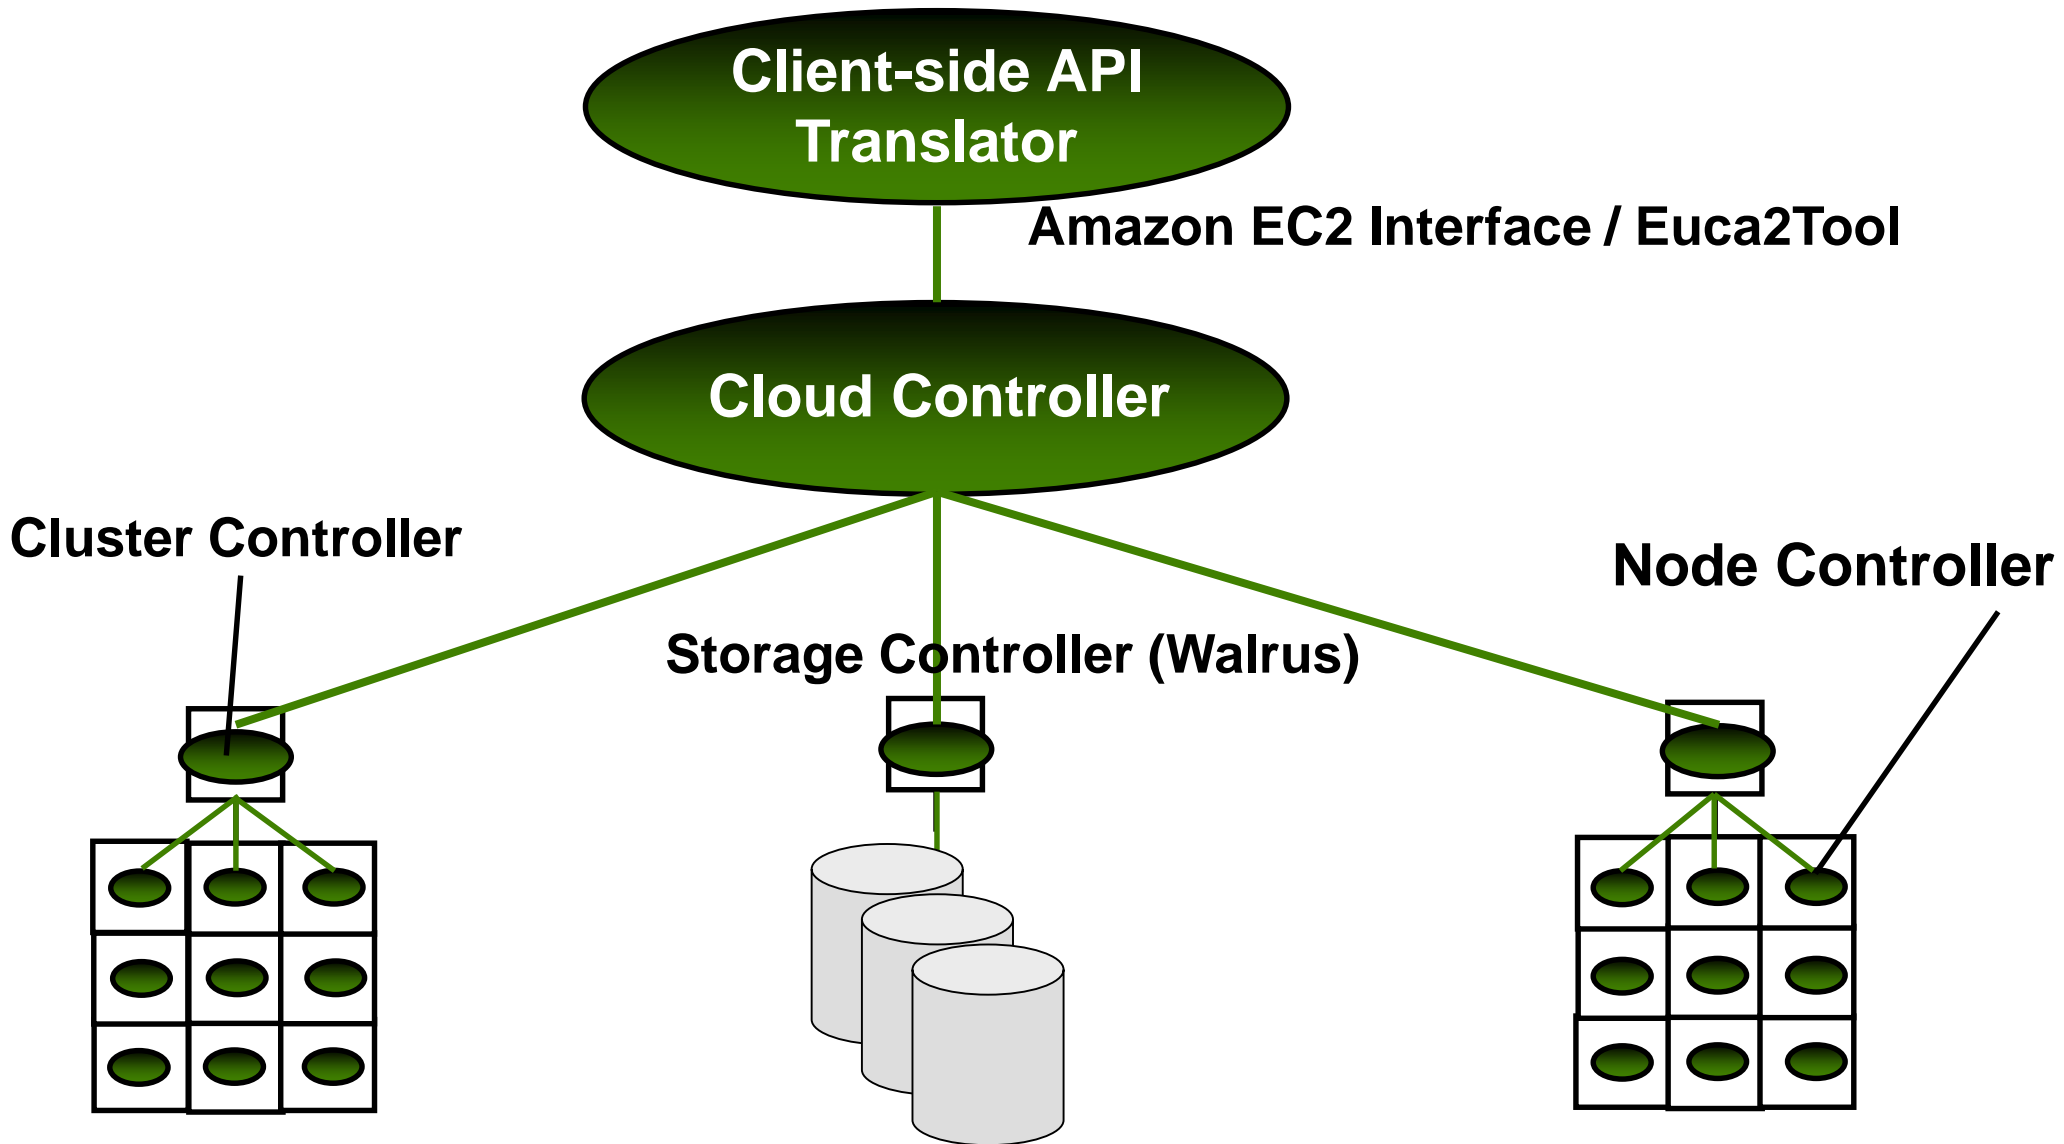 Client-side API
Translator
Amazon EC2 Interface / Euca2Tool
Cloud Controller
Cluster Controller
Node Controller
Storage Controller (Walrus)